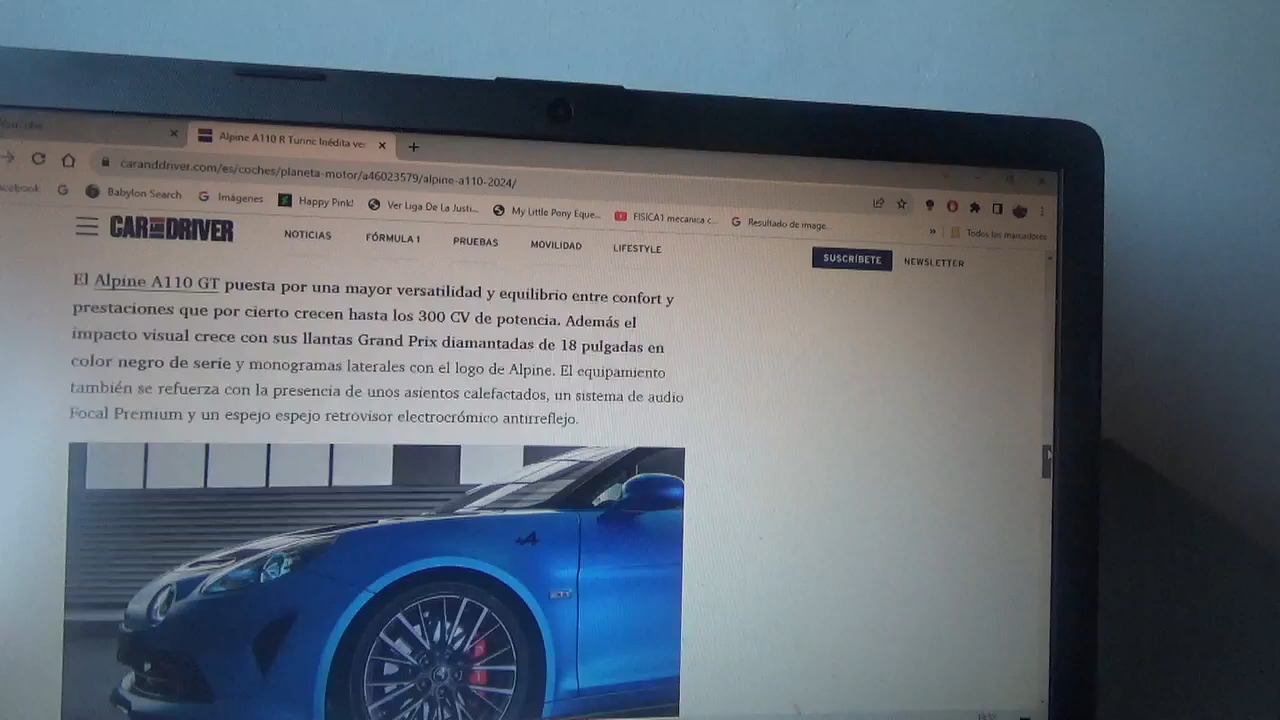 Alpine A110 R Turini: Inédita ve
caranddriver.com/es/coches/planeta-motor/a46023579/alpine-a110-2024/
Babylon Search
Imágenes
Happy Pink!
Ver Liga De La Justi...
My Little Pony Eque...
FISICA1 mecanica c...
Resultado de image...
»
Todos los marcadores
CAR AND DRIVER
NOTICIAS
FÓRMULA 1
PRUEBAS
MOVILIDAD
LIFESTYLE
SUSCRÍBETE
NEWSLETTER
El Alpine A110 GT puesta por una mayor versatilidad y equilibrio entre confort y
prestaciones que por cierto crecen hasta los 300 CV de potencia. Además el
impacto visual crece con sus llantas Grand Prix diamantadas de 18 pulgadas en
color negro de serie y monogramas laterales con el logo de Alpine. El equipamiento
también se refuerza con la presencia de unos asientos calefactados, un sistema de audio
Focal Premium y un espejo espejo retrovisor electrocrómico antirreflejo.